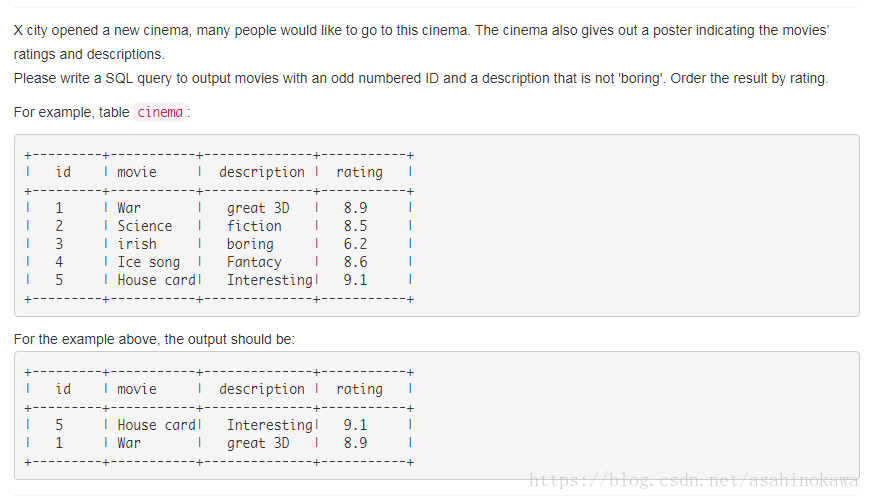 X city opened a new cinema, many people would like to go to this cinema. The cinema also gives out a poster indicating the movies’
ratings and descriptions.
Please write a SQL query to output movies with an odd numbered ID and a description that is not 'boring'. Order the result by rating.
For example, table cinema:
+---------+-----------+--------------+-----------+
|   id    | movie     |  description |  rating   |
+---------+-----------+--------------+-----------+
|   1     | War       |   great 3D   |   8.9     |
|   2     | Science   |   fiction    |   8.5     |
|   3     | irish     |   boring     |   6.2     |
|   4     | Ice song  |   Fantacy    |   8.6     |
|   5     | House card|   Interesting|   9.1     |
+---------+-----------+--------------+-----------+
For the example above, the output should be:
+---------+-----------+--------------+-----------+
|   id    | movie     |  description |  rating   |
+---------+-----------+--------------+-----------+
|   5     | House card|   Interesting|   9.1     |
|   1     | War       |   great 3D   |   8.9     |
+---------+-----------+--------------+-----------+
https://blog.csdn.net/asahinokawa